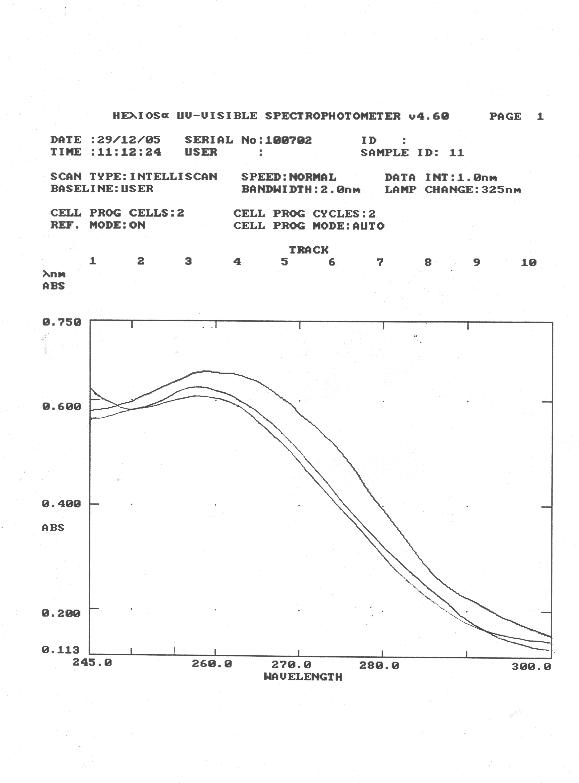 HEλIOSα UV-VISIBLE SPECTROPHOTOMETER v4.60 PAGE 1
DATE :29/12/05 SERIAL No:100702 ID :
TIME :11:12:24 USER : SAMPLE ID: 11
SCAN TYPE:INTELLISCAN SPEED:NORMAL DATA INT:1.0nm
BASELINE:USER BANDWIDTH:2.0nm LAMP CHANGE:325nm
CELL PROG CELLS:2 CELL PROG CYCLES:2
REF. MODE:ON CELL PROG MODE:AUTO
TRACK
1 2 3 4 5 6 7 8 9 10
λnm
ABS
0.750
0.600
0.400
ABS
0.200
0.113
245.0 260.0 270.0 280.0 300.0
WAVELENGTH